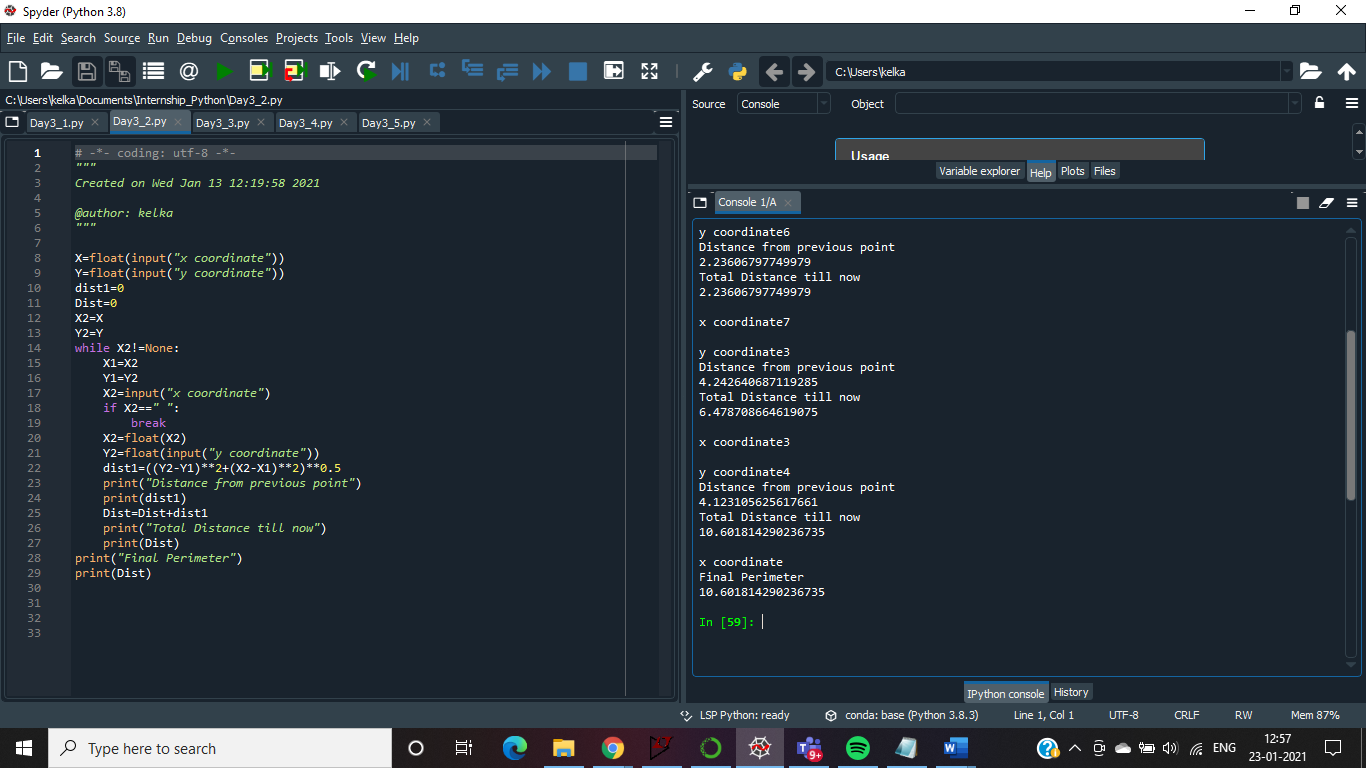 Spyder (Python 3.8)
File Edit Search Source Run Debug Consoles Projects Tools View Help
C:\Users\kelka
C:\Users\kelka\Documents\Internship_Python\Day3_2.py
Day3_1.py Day3_2.py Day3_3.py Day3_4.py Day3_5.py
1 # -*- coding: utf-8 -*-
2 """
3 Created on Wed Jan 13 12:19:58 2021
4
5 @author: kelka
6 """
7
8 X=float(input("x coordinate"))
9 Y=float(input("y coordinate"))
10 dist1=0
11 Dist=0
12 X2=X
13 Y2=Y
14 while X2!=None:
15     X1=X2
16     Y1=Y2
17     X2=input("x coordinate")
18     if X2==" ":
19         break
20     X2=float(X2)
21     Y2=float(input("y coordinate"))
22     dist1=((Y2-Y1)**2+(X2-X1)**2)**0.5
23     print("Distance from previous point")
24     print(dist1)
25     Dist=Dist+dist1
26     print("Total Distance till now")
27     print(Dist)
28 print("Final Perimeter")
29 print(Dist)
30
31
32
33
Source Console Object
Usage
Variable explorer Help Plots Files
Console 1/A
y coordinate6
Distance from previous point
2.23606797749979
Total Distance till now
2.23606797749979
x coordinate7
y coordinate3
Distance from previous point
4.242640687119285
Total Distance till now
6.478708664619075
x coordinate3
y coordinate4
Distance from previous point
4.123105625617661
Total Distance till now
10.601814290236735
x coordinate
Final Perimeter
10.601814290236735
In [59]:
IPython console History
LSP Python: ready conda: base (Python 3.8.3) Line 1, Col 1 UTF-8 CRLF RW Mem 87%
Type here to search
9+
ENG
12:57
23-01-2021